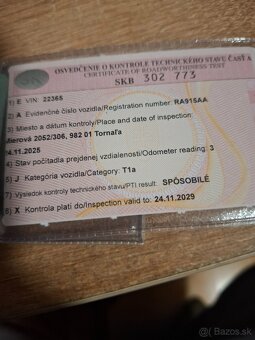 OSVEDČENIE O KONTROLE TECHNICKÉHO STAVU ČASŤ A
CERTIFICATE OF ROADWORTHINESS TEST
SK
SKB 302 773
1) E VIN: 22365
2) A Evidenčné číslo vozidla/Registration number: RA915AA
3) Miesto a dátum kontroly/Place and date of inspection:
Mierová 2052/306, 982 01 Tornaľa
24.11.2025
4) Stav počítadla prejdenej vzdialenosti/Odometer reading: 3
5) J Kategória vozidla/Category: T1a
7) Výsledok kontroly technického stavu/PTI result: SPÔSOBILÉ
8) X Kontrola platí do/Inspection valid to: 24.11.2029
Bazos.sk